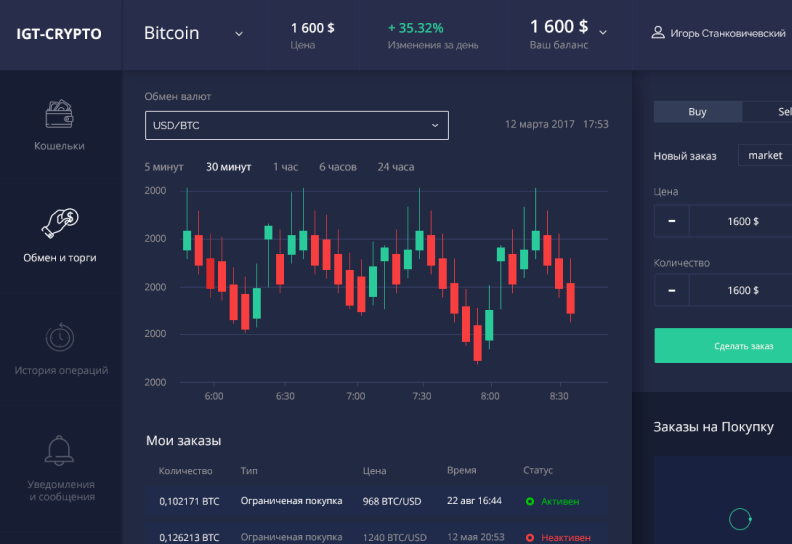 IGT-CRYPTO
Bitcoin
1 600 $
Цена
+ 35.32%
Изменения за день
1 600 $
Ваш баланс
Игорь Станковичевский
Кошельки
Обмен и торги
История операций
Уведомления
и сообщения
Обмен валют
USD/BTC
12 марта 2017 17:53
5 минут 30 минут 1 час 6 часов 24 часа
2000
2000
2000
2000
2000
6:00 6:30 7:00 7:30 8:00 8:30
Мои заказы
Количество Тип Цена Время Статус
0,102171 BTC Ограниченая покупка 968 BTC/USD 22 авг 16:44 Активен
0,126213 BTC Ограниченая покупка 1240 BTC/USD 12 мая 20:53 Неактивен
Buy Sel
Новый заказ market
Цена
− 1600 $
Количество
− 1600 $
Сделать заказ
Заказы на Покупку